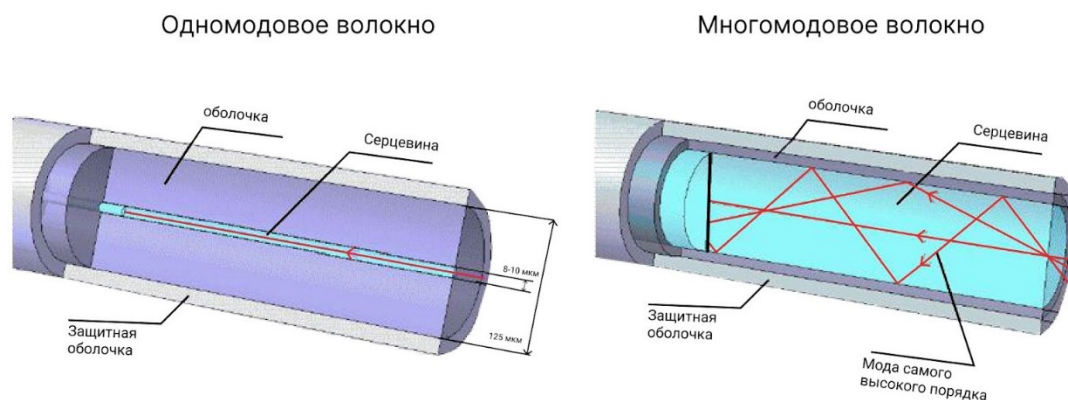 Одномодовое волокно
оболочка
Серцевина
8-10 мкм
125 мкм
Защитная
оболочка
Многомодовое волокно
оболочка
Серцевина
Защитная
оболочка
Мода самого
высокого порядка